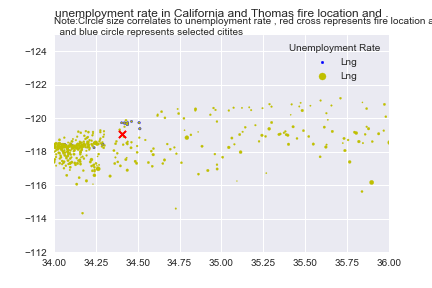 unemployment rate in California and Thomas fire location and .
Note:Circle size correlates to unemployment rate , red cross represents fire location a
and blue circle represents selected citites
Unemployment Rate
Lng
Lng
−124
−122
−120
−118
−116
−114
−112
34.00 34.25 34.50 34.75 35.00 35.25 35.50 35.75 36.00